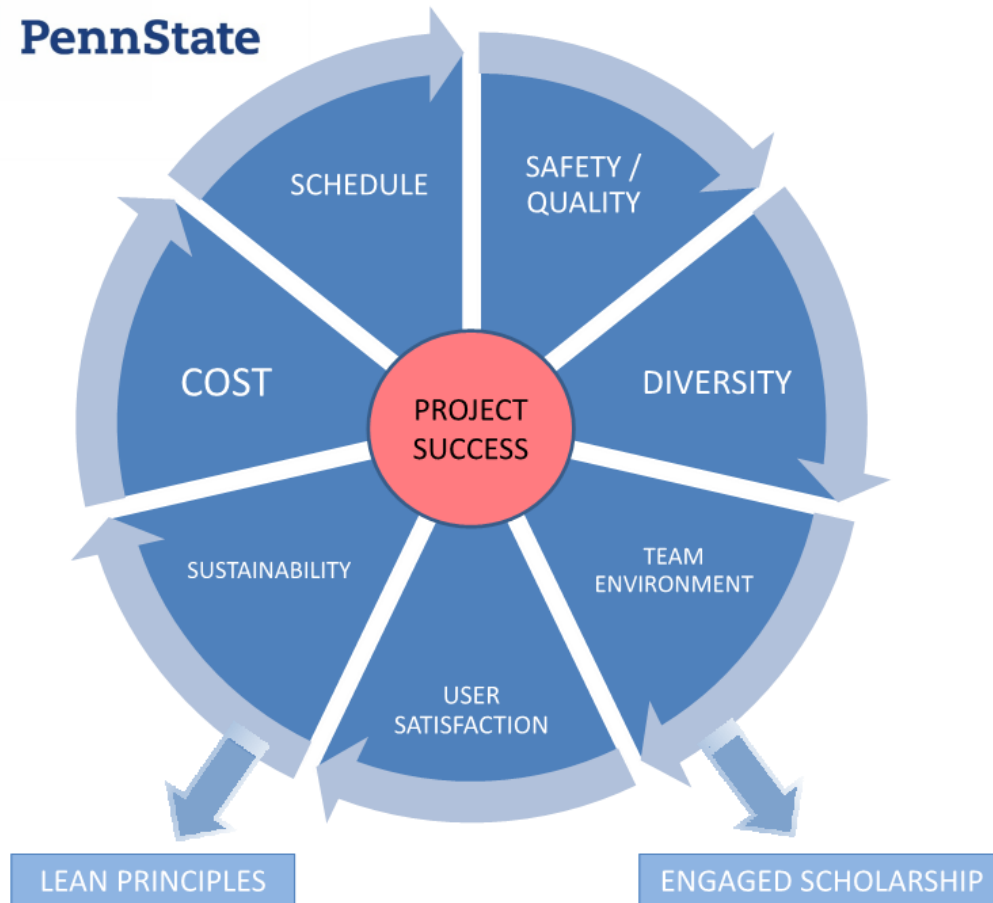 PennState
SCHEDULE
SAFETY /
QUALITY
COST
DIVERSITY
PROJECT
SUCCESS
SUSTAINABILITY
TEAM
ENVIRONMENT
USER
SATISFACTION
LEAN PRINCIPLES
ENGAGED SCHOLARSHIP